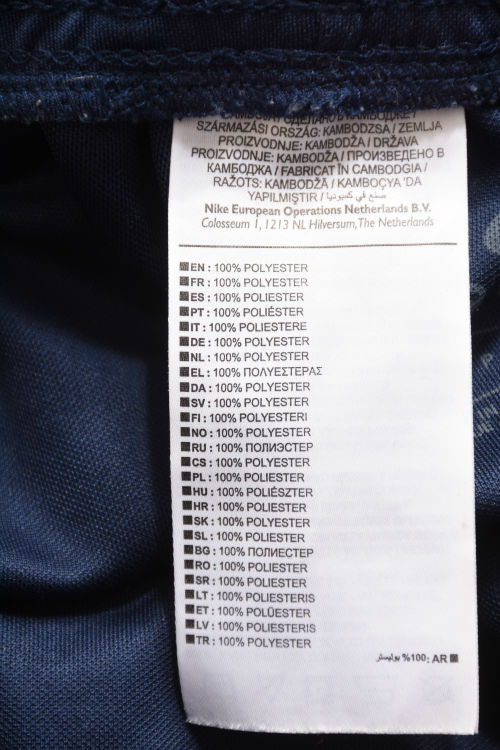 SZÁRMAZÁSI ORSZÁG: KAMBODZSA / ZEMLJA
PROIZVODNJE: KAMBODŽA / DRŽAVA
PROIZVODNJE: KAMBODŽA / ПРОИЗВЕДЕНО В
КАМБОДЖА / FABRICAT ÎN CAMBODGIA /
RAŽOTS: KAMBODŽĀ / KAMBOÇYA 'DA
YAPILMIŞTIR / صنع في كمبوديا
Nike European Operations Netherlands B.V.
Colosseum 1, 1213 NL Hilversum, The Netherlands
EN : 100% POLYESTER
FR : 100% POLYESTER
ES : 100% POLIESTER
PT : 100% POLIÉSTER
IT : 100% POLIESTERE
DE : 100% POLYESTER
NL : 100% POLYESTER
EL : 100% ΠΟΛΥΕΣΤΕΡΑΣ
DA : 100% POLYESTER
SV : 100% POLYESTER
FI : 100% POLYESTERI
NO : 100% POLYESTER
RU : 100% ПОЛИЭСТЕР
CS : 100% POLYESTER
PL : 100% POLIESTER
HU : 100% POLIÉSZTER
HR : 100% POLIESTER
SK : 100% POLYESTER
SL : 100% POLIESTER
BG : 100% ПОЛИЕСТЕР
RO : 100% POLIESTER
SR : 100% POLIESTER
LT : 100% POLIESTERIS
ET : 100% POLÜESTER
LV : 100% POLIESTERIS
TR : 100% POLYESTER
AR : 100% بوليستر